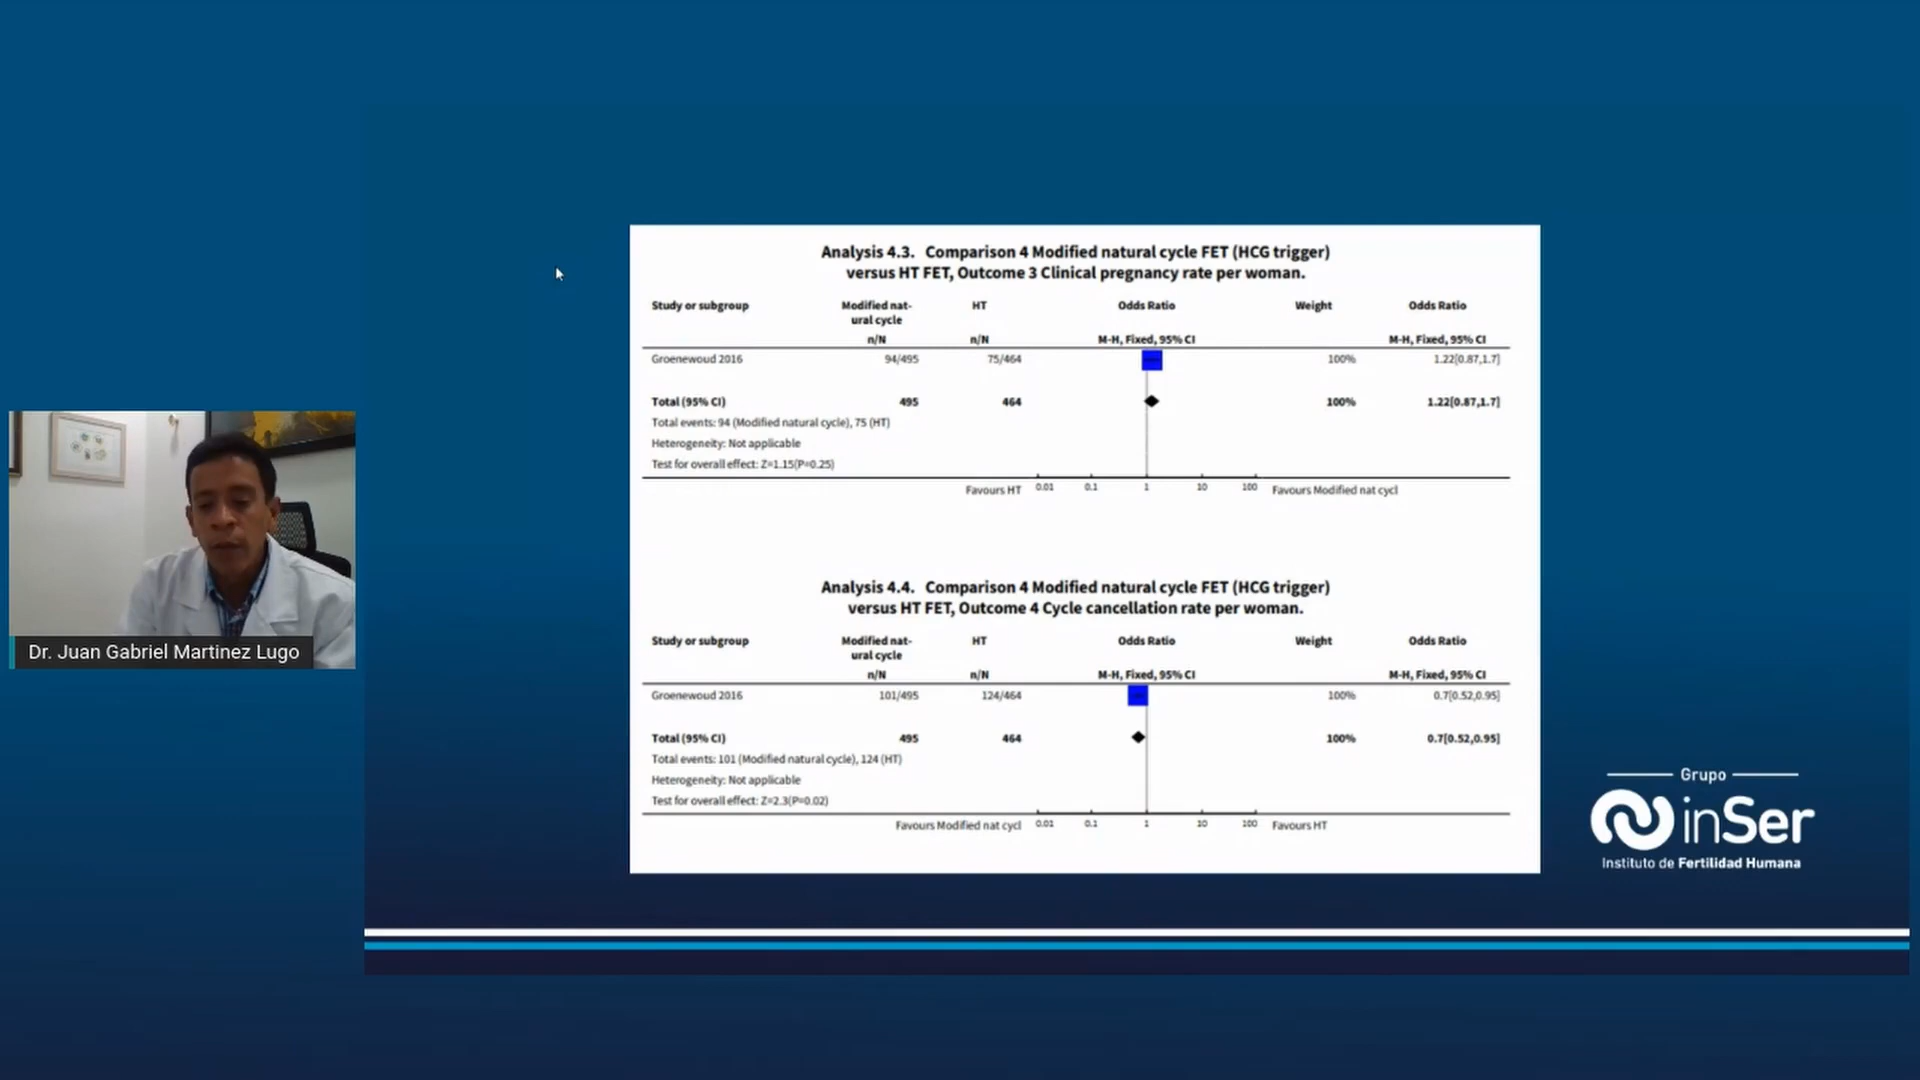 Analysis 4.3. Comparison 4 Modified natural cycle FET (HCG trigger)
versus HT FET, Outcome 3 Clinical pregnancy rate per woman.
Study or subgroup Modified nat- HT Odds Ratio Weight Odds Ratio
ural cycle
n/N n/N M-H, Fixed, 95% CI M-H, Fixed, 95% CI
Groenewoud 2016 94/495 75/464 100% 1.22[0.87,1.7]
Total (95% CI) 495 464 100% 1.22[0.87,1.7]
Total events: 94 (Modified natural cycle), 75 (HT)
Heterogeneity: Not applicable
Test for overall effect: Z=1.15(P=0.25)
Favours HT 0.01 0.1 1 10 100 Favours Modified nat cycl
Analysis 4.4. Comparison 4 Modified natural cycle FET (HCG trigger)
versus HT FET, Outcome 4 Cycle cancellation rate per woman.
Study or subgroup Modified nat- HT Odds Ratio Weight Odds Ratio
ural cycle
n/N n/N M-H, Fixed, 95% CI M-H, Fixed, 95% CI
Groenewoud 2016 101/495 124/464 100% 0.7[0.52,0.95]
Total (95% CI) 495 464 100% 0.7[0.52,0.95]
Total events: 101 (Modified natural cycle), 124 (HT)
Heterogeneity: Not applicable
Test for overall effect: Z=2.3(P=0.02)
Favours Modified nat cycl 0.01 0.1 1 10 100 Favours HT
Dr. Juan Gabriel Martinez Lugo
Grupo
inSer
Instituto de Fertilidad Humana